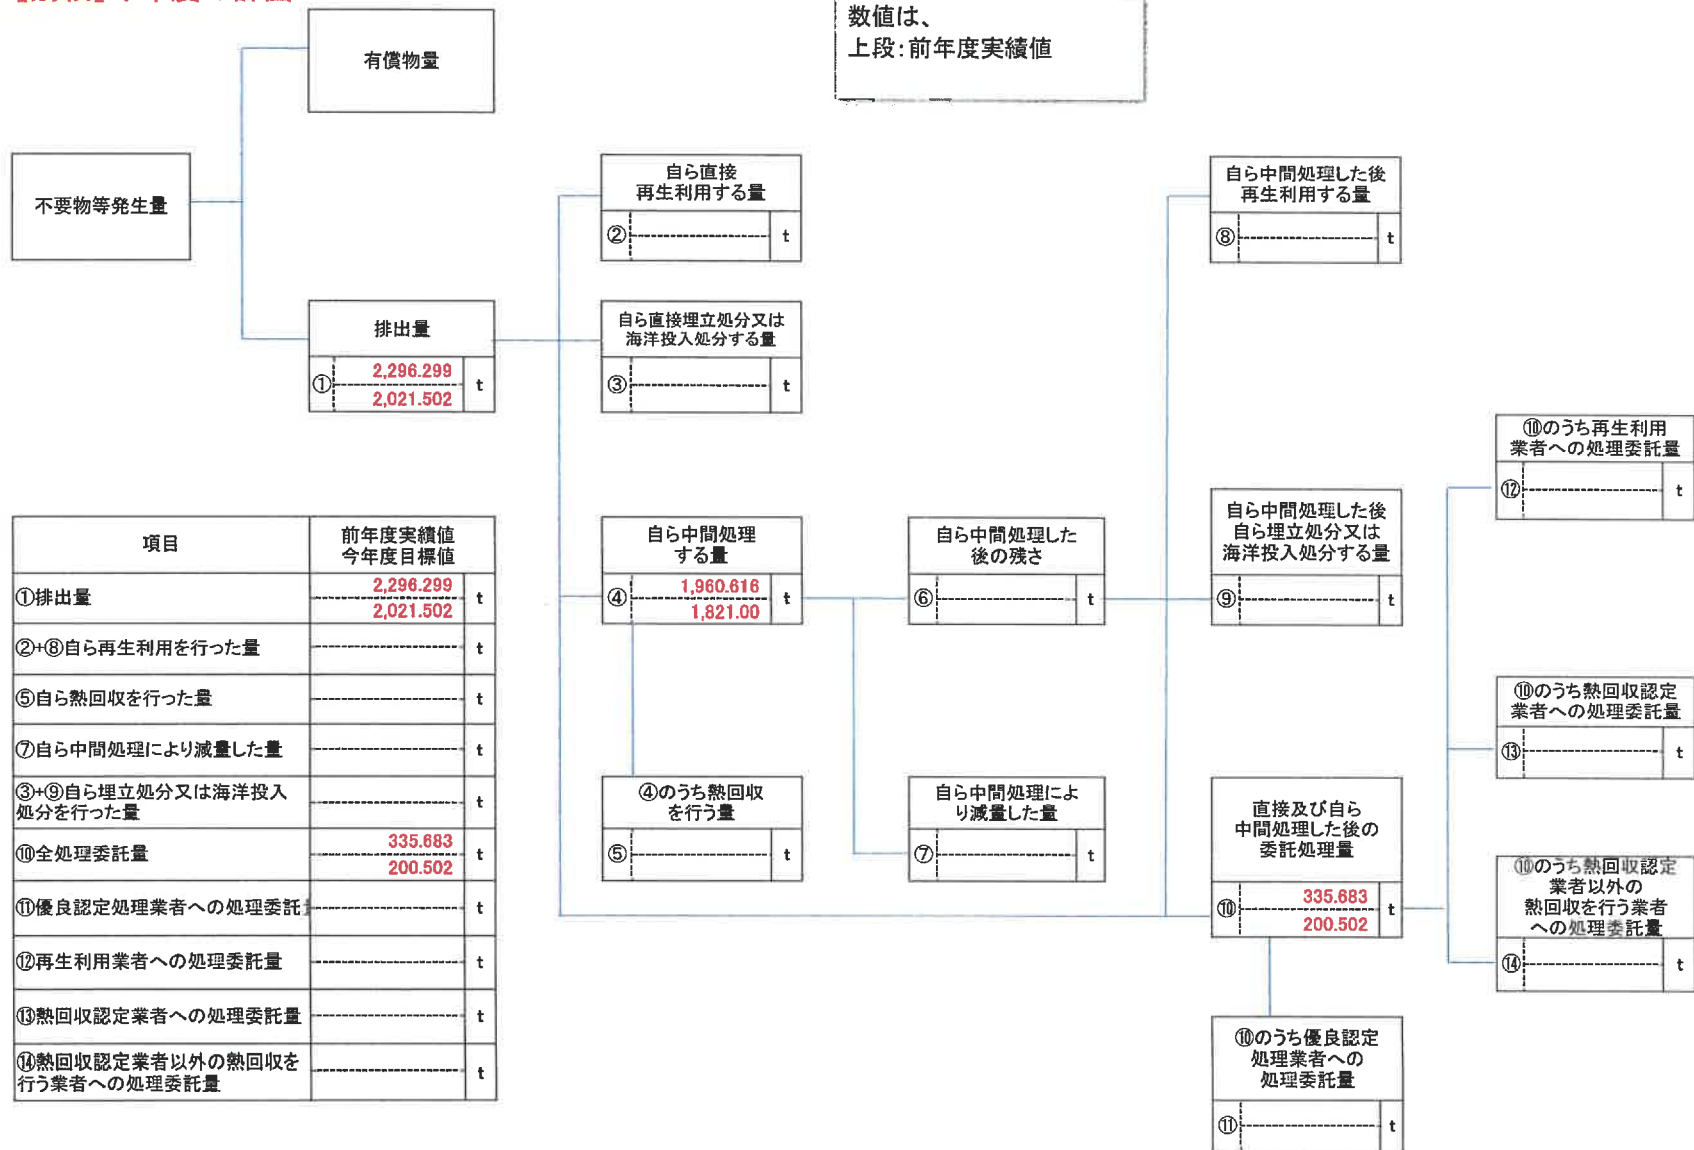 数値は、
上段:前年度実績値
有償物量
不要物等発生量
排出量
① 2,296.299 t
2,021.502
自ら直接
再生利用する量
② t
自ら直接埋立処分又は
海洋投入処分する量
③ t
自ら中間処理
する量
④ 1,960.616 t
1,821.00
④のうち熱回収
を行う量
⑤ t
自ら中間処理した
後の残さ
⑥ t
自ら中間処理によ
り減量した量
⑦ t
自ら中間処理した後
再生利用する量
⑧ t
自ら中間処理した後
自ら埋立処分又は
海洋投入処分する量
⑨ t
直接及び自ら
中間処理した後の
委託処理量
⑩ 335.683 t
200.502
⑩のうち優良認定
処理業者への
処理委託量
⑪ t
⑩のうち再生利用
業者への処理委託量
⑫ t
⑩のうち熱回収認定
業者への処理委託量
⑬ t
⑩のうち熱回収認定
業者以外の
熱回収を行う業者
への処理委託量
⑭ t
項目 前年度実績値
今年度目標値
①排出量 2,296.299 t
2,021.502
②+⑧自ら再生利用を行った量 t
⑤自ら熱回収を行った量 t
⑦自ら中間処理により減量した量 t
③+⑨自ら埋立処分又は海洋投入
処分を行った量 t
⑩全処理委託量 335.683 t
200.502
⑪優良認定処理業者への処理委託 t
⑫再生利用業者への処理委託量 t
⑬熱回収認定業者への処理委託量 t
⑭熱回収認定業者以外の熱回収を
行う業者への処理委託量 t